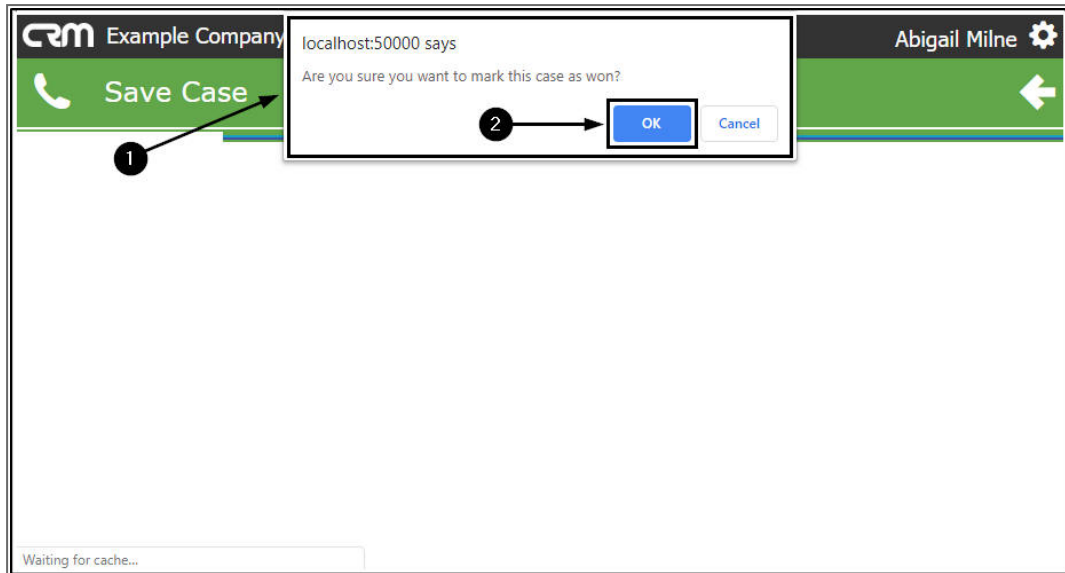 CRM Example Company
localhost:50000 says
Abigail Milne
Are you sure you want to mark this case as won?
Save Case
2
OK
Cancel
1
Waiting for cache...